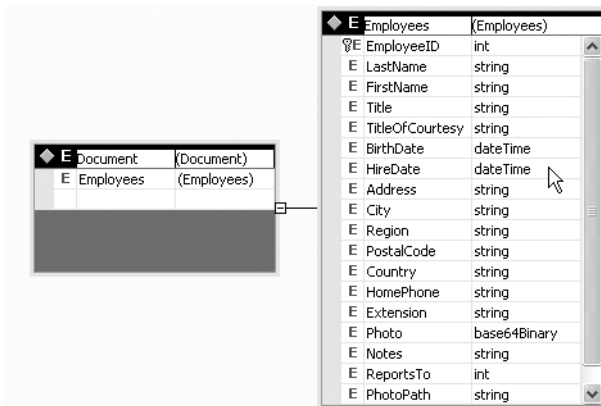 E Document (Document)
E Employees (Employees)
E Employees (Employees)
E EmployeeID int
E LastName string
E FirstName string
E Title string
E TitleOfCourtesy string
E BirthDate dateTime
E HireDate dateTime
E Address string
E City string
E Region string
E PostalCode string
E Country string
E HomePhone string
E Extension string
E Photo base64Binary
E Notes string
E ReportsTo int
E PhotoPath string